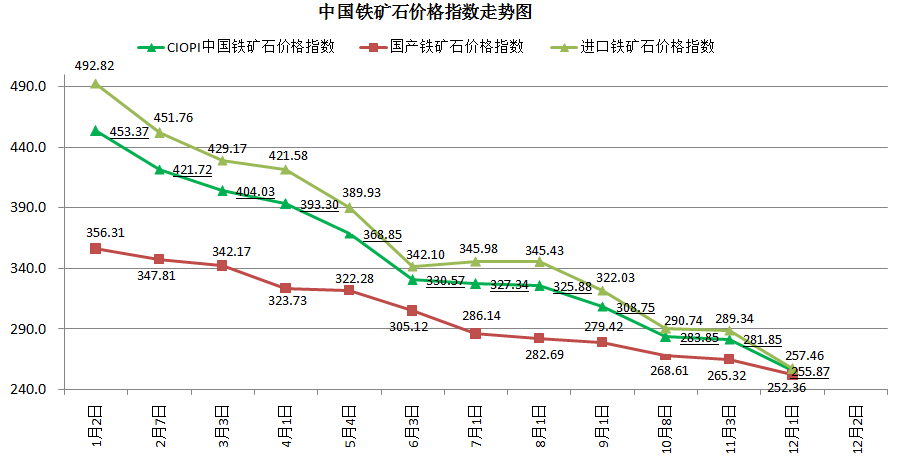 中国铁矿石价格指数走势图
CIOPI中国铁矿石价格指数 国产铁矿石价格指数 进口铁矿石价格指数
490.0
440.0
390.0
340.0
290.0
240.0
492.82
451.76
429.17
421.58
389.93
342.10
345.98
345.43
322.03
290.74
289.34
257.46
453.37
421.72
404.03
393.30
368.85
330.57
327.34
325.88
308.75
283.85
281.85
255.87
356.31
347.81
342.17
323.73
322.28
305.12
286.14
282.69
279.42
268.61
265.32
252.36
1月2日
2月7日
3月3日
4月1日
5月4日
6月3日
7月1日
8月1日
9月1日
10月8日
11月3日
12月1日
12月2日